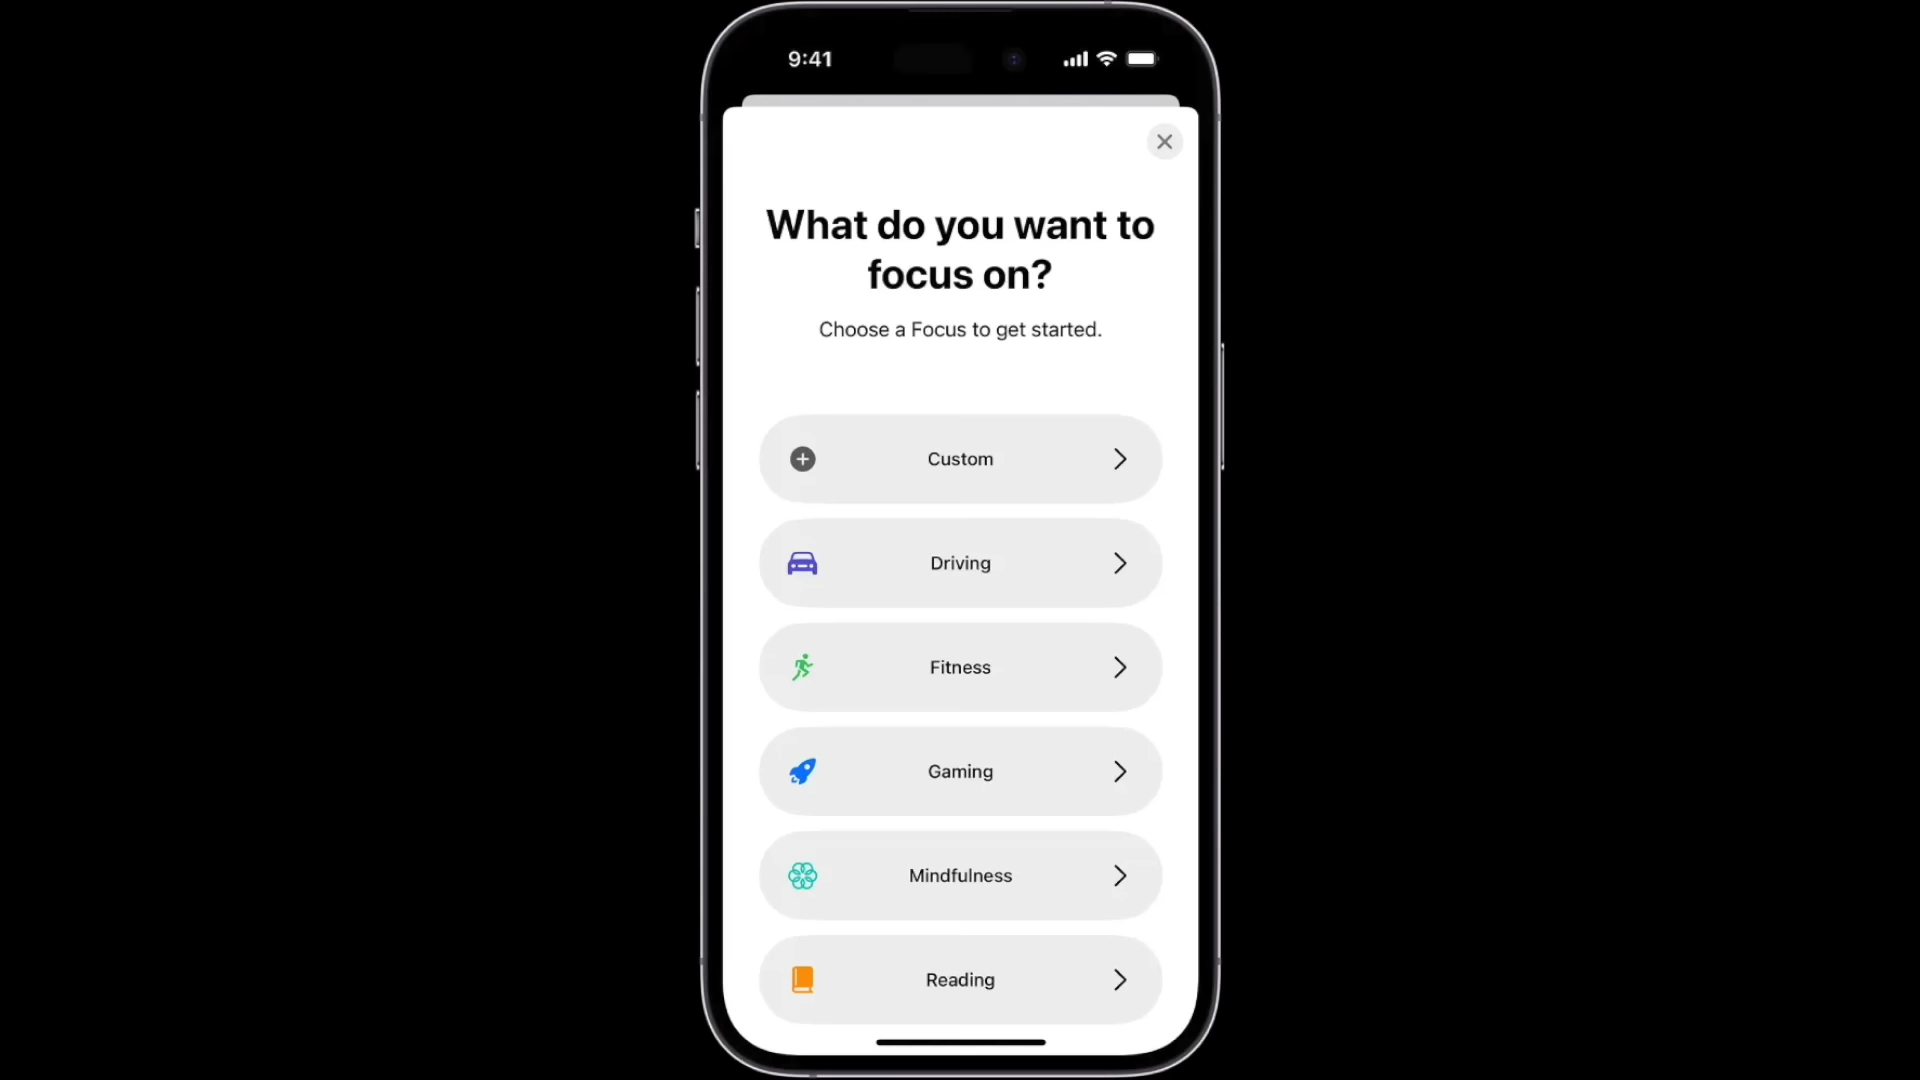 9:41
What do you want to
focus on?
Choose a Focus to get started.
Custom
Driving
Fitness
Gaming
Mindfulness
Reading